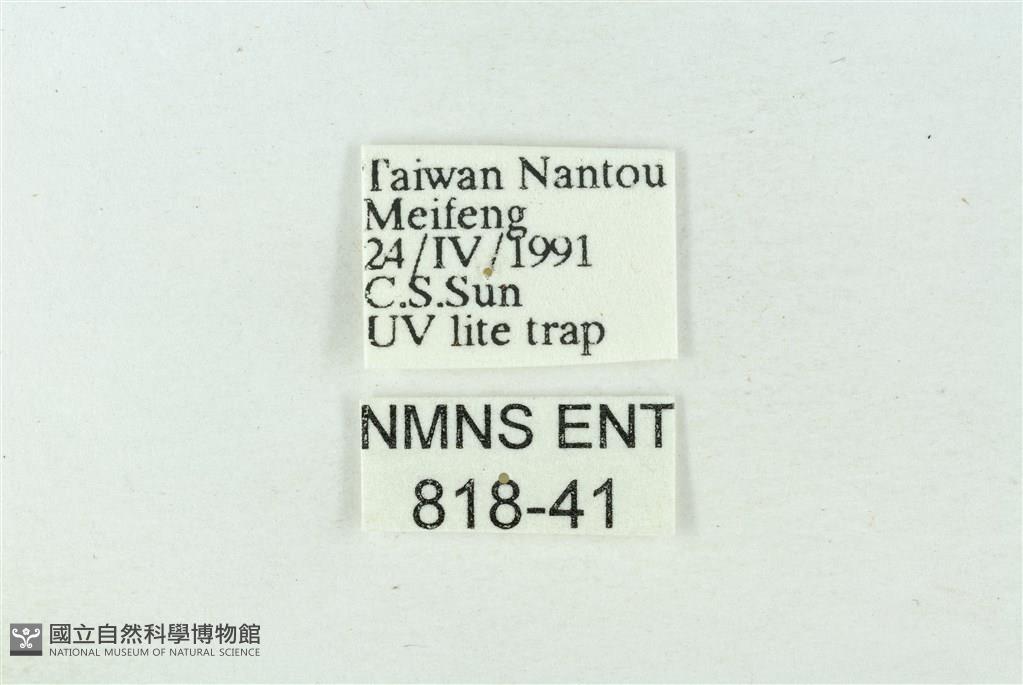 Taiwan Nantou
Meifeng
24/IV/1991
C.S.Sun
UV lite trap
NMNS ENT
818-41
國立自然科學博物館
NATIONAL MUSEUM OF NATURAL SCIENCE